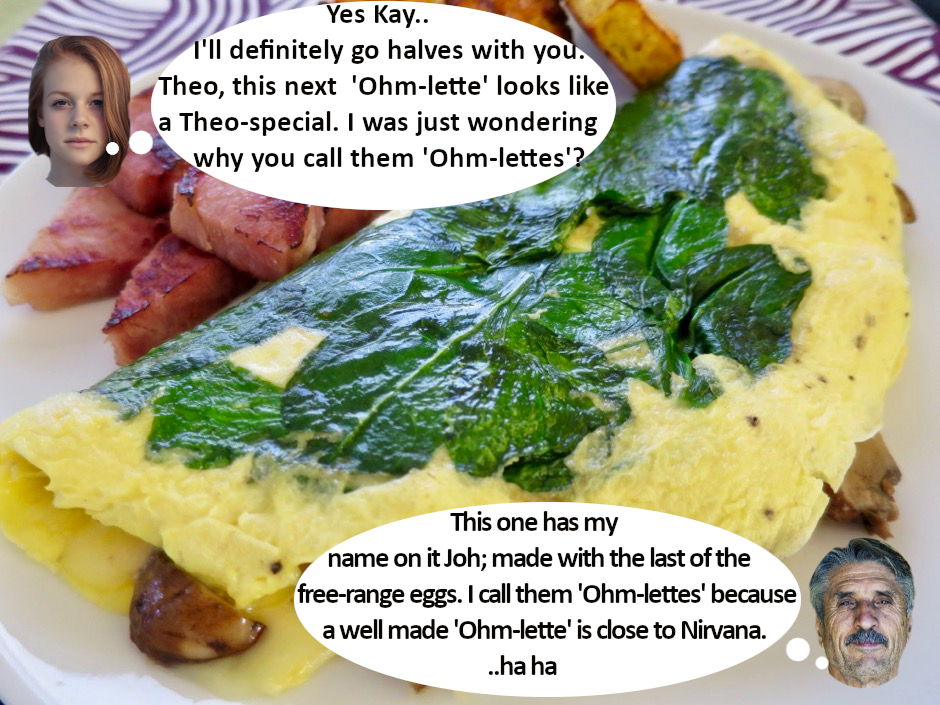 Yes Kay..
I'll definitely go halves with you.
Theo, this next 'Ohm-lette' looks like
a Theo-special. I was just wondering
why you call them 'Ohm-lettes'?
This one has my
name on it Joh; made with the last of the
free-range eggs. I call them 'Ohm-lettes' because
a well made 'Ohm-lette' is close to Nirvana.
..ha ha